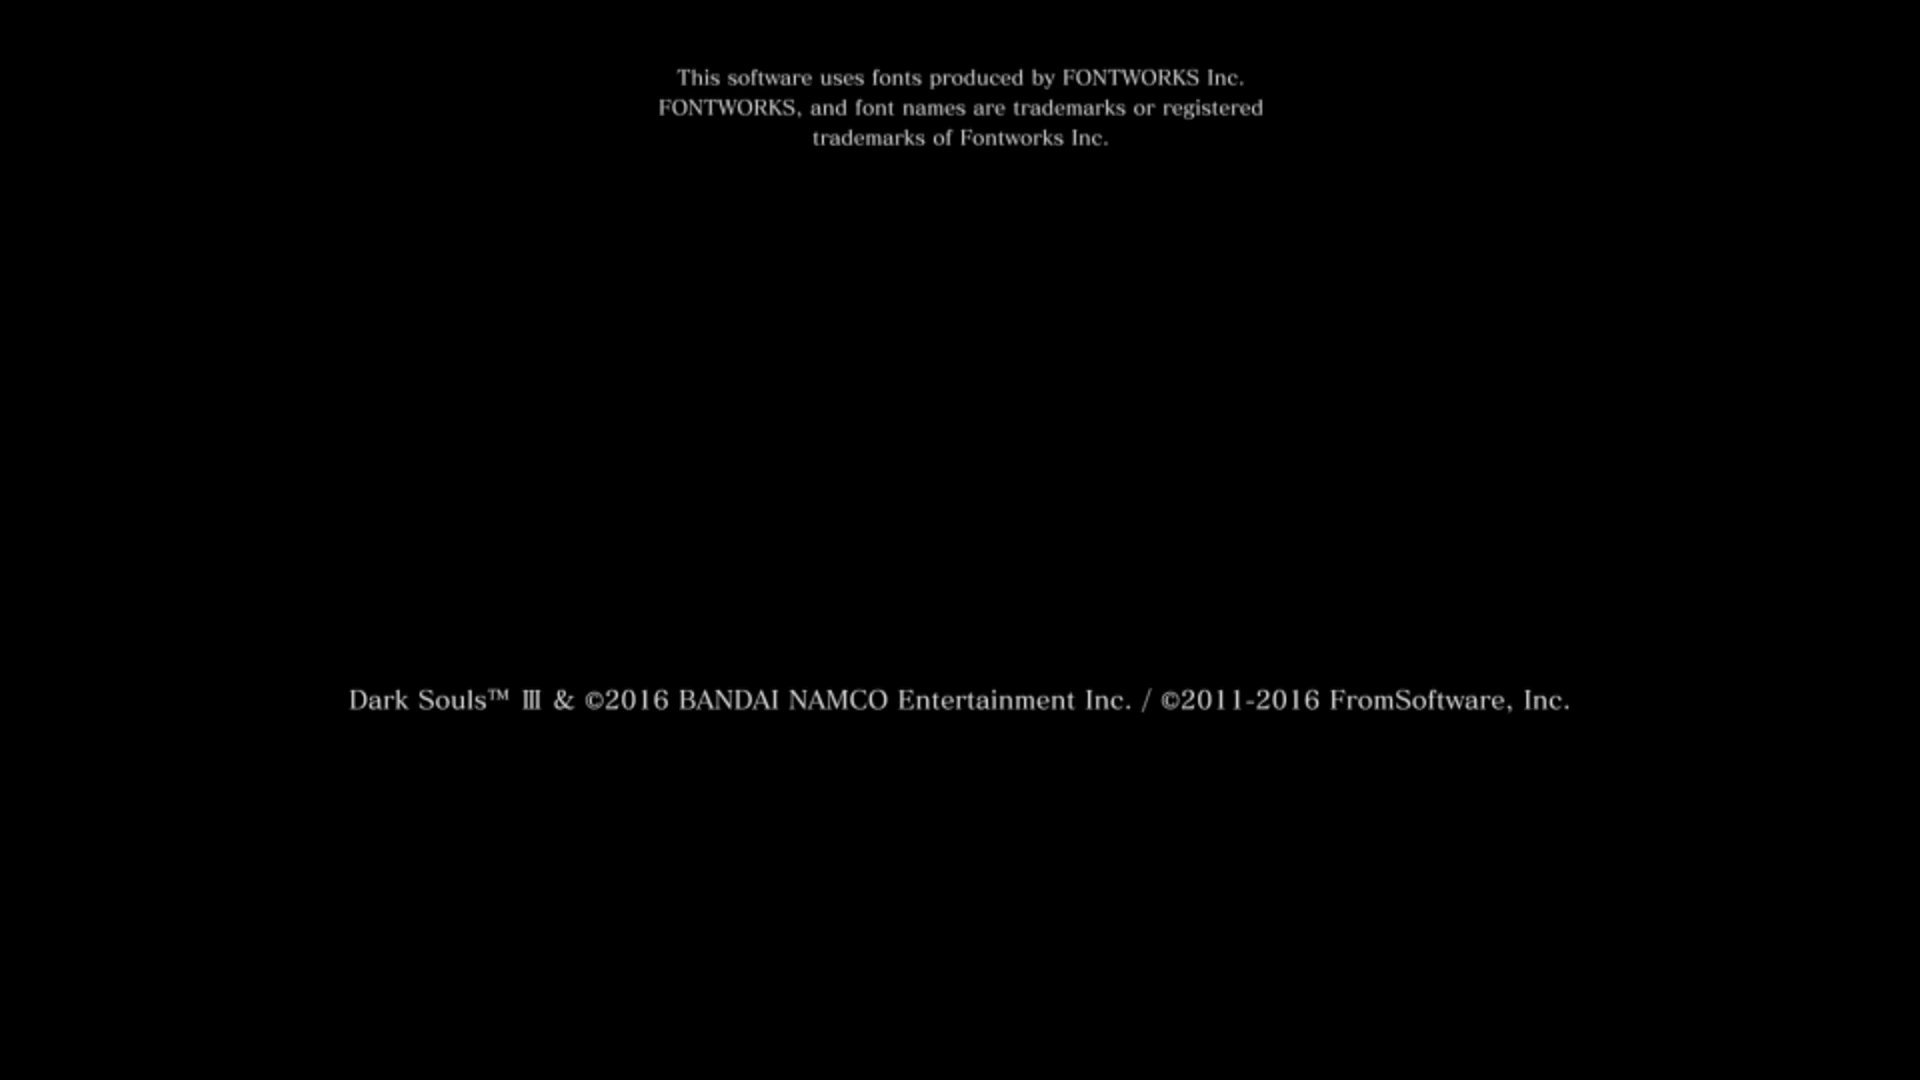 This software uses fonts produced by FONTWORKS Inc.
FONTWORKS, and font names are trademarks or registered
trademarks of Fontworks Inc.
Dark Souls™ Ⅲ & ©2016 BANDAI NAMCO Entertainment Inc. / ©2011-2016 FromSoftware, Inc.